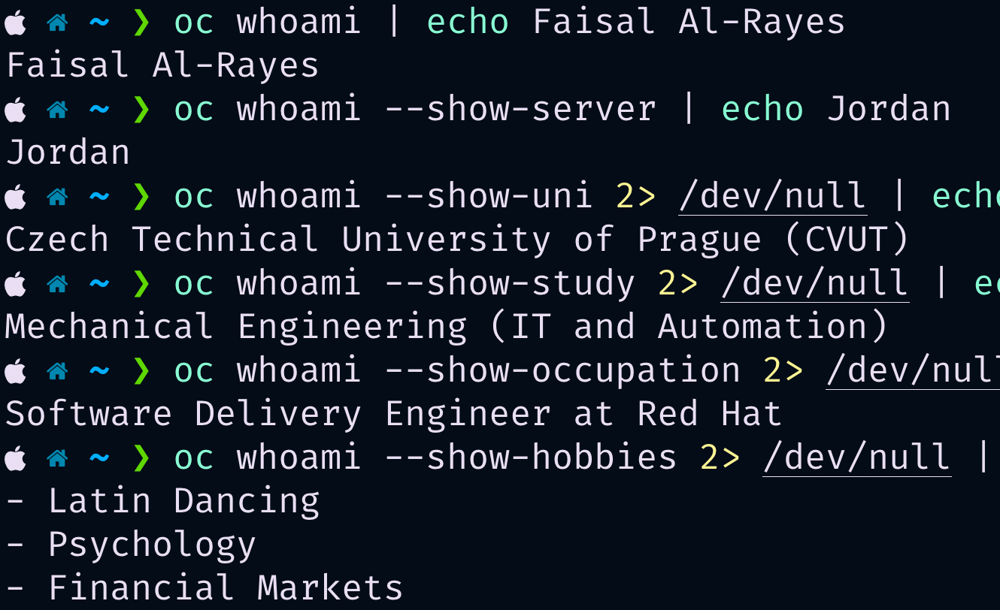 ~ ❯ oc whoami | echo Faisal Al-Rayes
Faisal Al-Rayes
~ ❯ oc whoami --show-server | echo Jordan
Jordan
~ ❯ oc whoami --show-uni 2> /dev/null | echo
Czech Technical University of Prague (CVUT)
~ ❯ oc whoami --show-study 2> /dev/null | ec
Mechanical Engineering (IT and Automation)
~ ❯ oc whoami --show-occupation 2> /dev/null
Software Delivery Engineer at Red Hat
~ ❯ oc whoami --show-hobbies 2> /dev/null |
- Latin Dancing
- Psychology
- Financial Markets